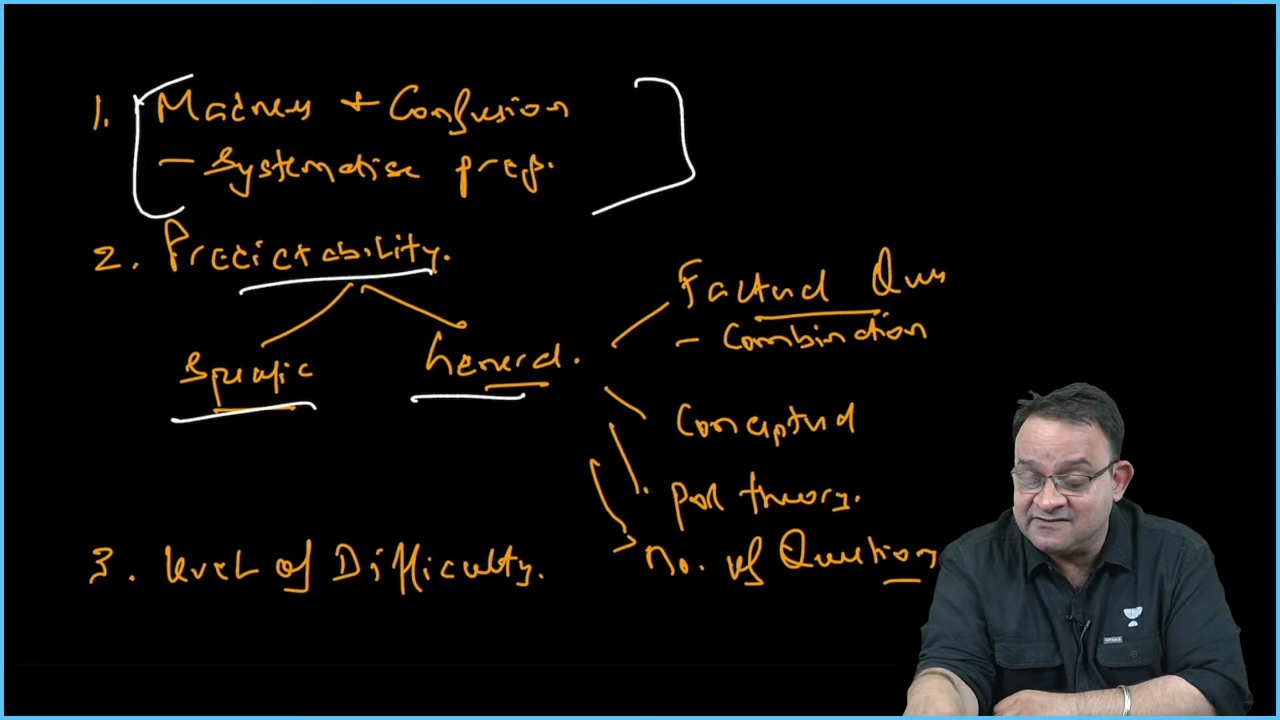 1. Madness + Confusion
- Systematise prep.
2. Predictability.
Specific
General.
Factual Ques
- Combination
Conceptual
Pol theory.
No. of Questions
3. Level of Difficulty.